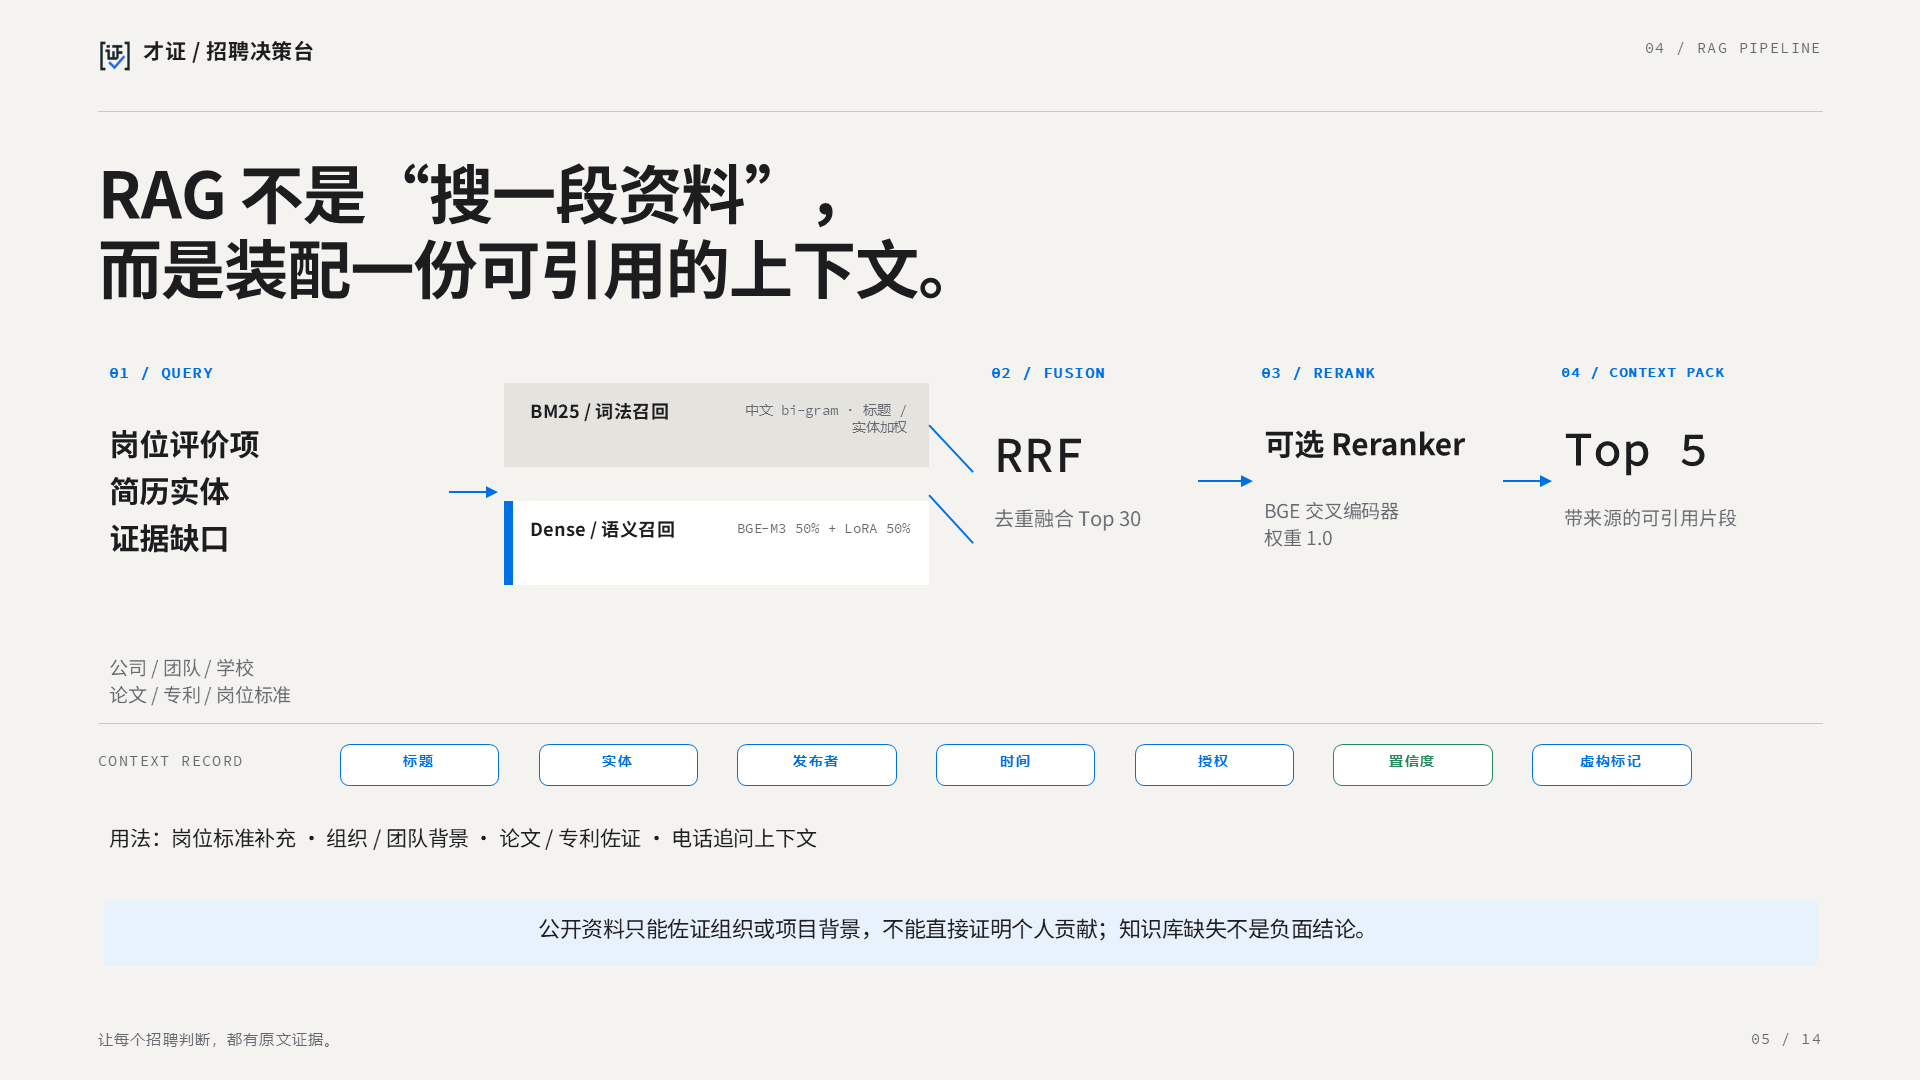 [证] 才证 / 招聘决策台
04 / RAG PIPELINE
RAG 不是“搜一段资料”，
而是装配一份可引用的上下文。
01 / QUERY
岗位评价项
简历实体
证据缺口
公司 / 团队 / 学校
论文 / 专利 / 岗位标准
BM25 / 词法召回
中文 bi-gram · 标题 /
实体加权
Dense / 语义召回
BGE-M3 50% + LoRA 50%
02 / FUSION
RRF
去重融合 Top 30
03 / RERANK
可选 Reranker
BGE 交叉编码器
权重 1.0
04 / CONTEXT PACK
Top 5
带来源的可引用片段
CONTEXT RECORD
标题
实体
发布者
时间
授权
置信度
虚构标记
用法：岗位标准补充 · 组织 / 团队背景 · 论文 / 专利佐证 · 电话追问上下文
公开资料只能佐证组织或项目背景，不能直接证明个人贡献；知识库缺失不是负面结论。
让每个招聘判断，都有原文证据。
05 / 14